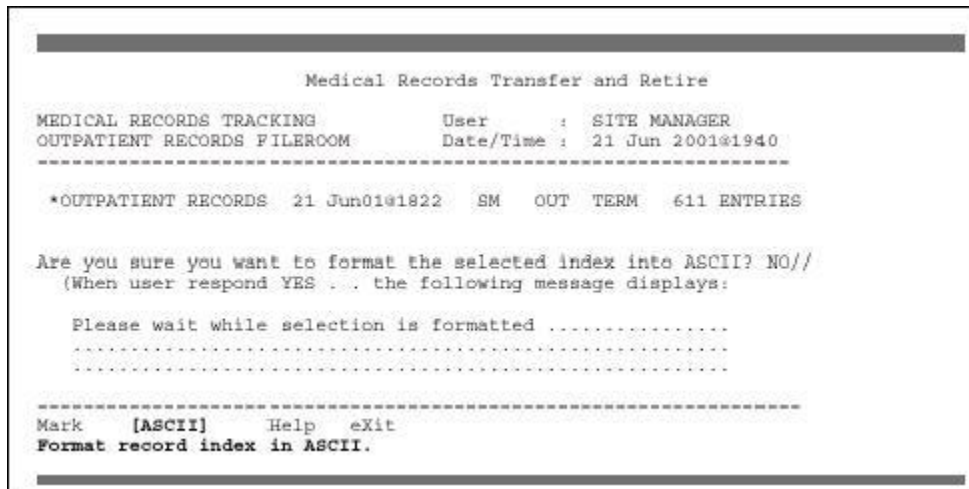 Medical Records Transfer and Retire
MEDICAL RECORDS TRACKING User : SITE MANAGER
OUTPATIENT RECORDS FILEROOM Date/Time : 21 Jun 2001@1940
------------------------------------------------------------------
*OUTPATIENT RECORDS 21 Jun01@1822 SM OUT TERM 611 ENTRIES
Are you sure you want to format the selected index into ASCII? NO//
(When user respond YES . . the following message displays:
Please wait while selection is formatted ................
.........................................................
.........................................................
-------------------------------------------------------------------
Mark [ASCII] Help eXit
Format record index in ASCII.